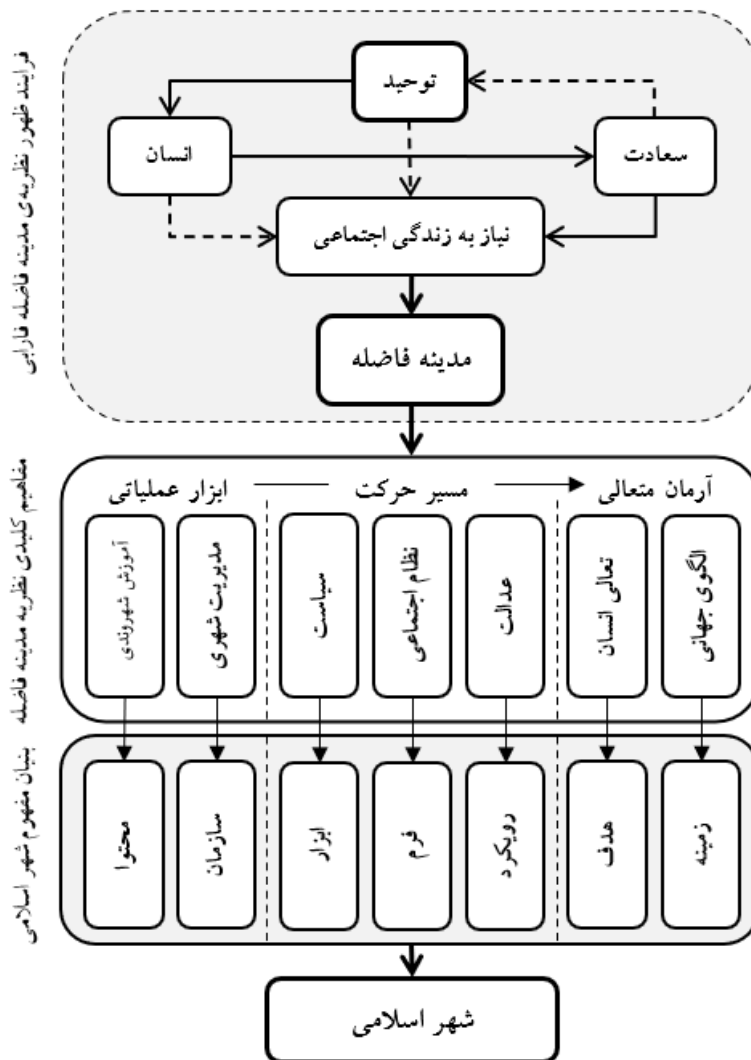 فرایند ظهور نظریه‌ی مدینه فاضله فارابی
توحید
سعادت
انسان
نیاز به زندگی اجتماعی
مدینه فاضله
مفاهیم کلیدی نظریه مدینه فاضله
آرمان متعالی
مسیر حرکت
ابزار عملیاتی
الگوی جهانی
تعالی انسان
عدالت
نظام اجتماعی
سیاست
مدیریت شهری
آموزش شهروندی
بنیان مفهوم شهر اسلامی
زمینه
هدف
رویکرد
فرم
ابزار
سازمان
محتوا
شهر اسلامی